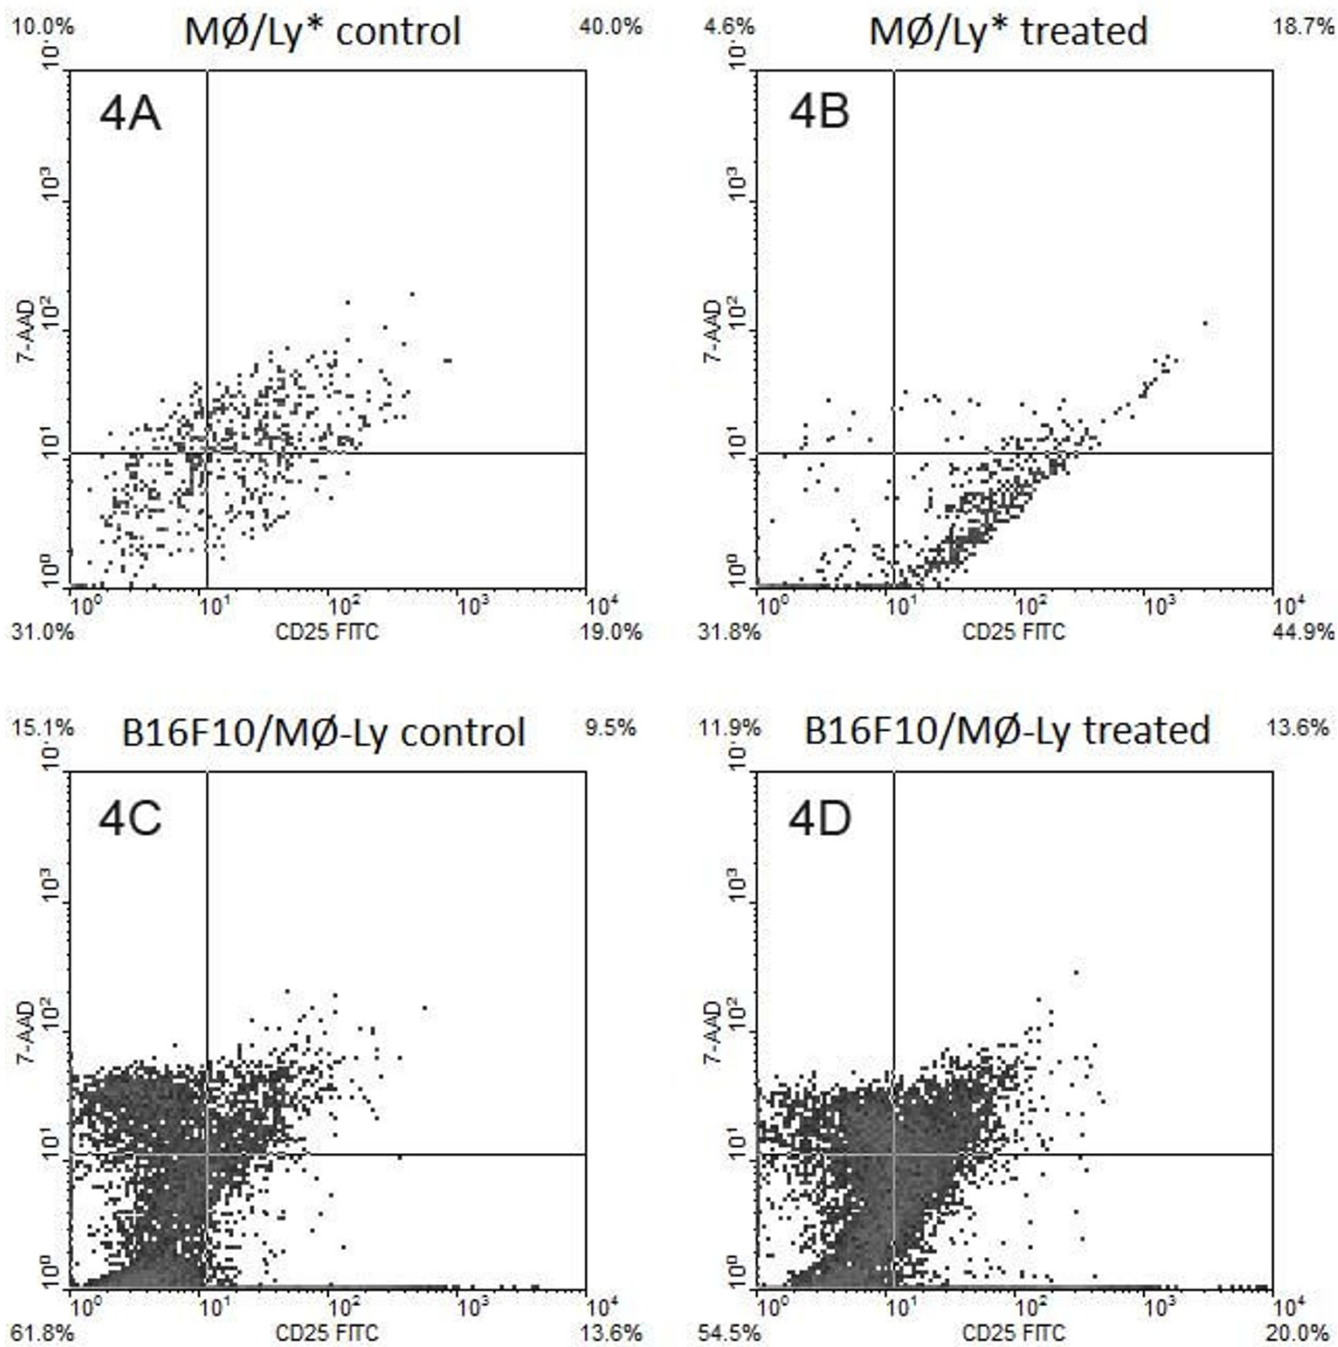 10.0% MØ/Ly* control 40.0%
4A
10³
10²
10¹
10⁰
7-AAD
10⁰ 10¹ 10² 10³ 10⁴
31.0% CD25 FITC 19.0%
4.6% MØ/Ly* treated 18.7%
4B
10³
10²
10¹
10⁰
7-AAD
10⁰ 10¹ 10² 10³ 10⁴
31.8% CD25 FITC 44.9%
15.1% B16F10/MØ-Ly control 9.5%
4C
10³
10²
10¹
10⁰
7-AAD
10⁰ 10¹ 10² 10³ 10⁴
61.8% CD25 FITC 13.6%
11.9% B16F10/MØ-Ly treated 13.6%
4D
10³
10²
10¹
10⁰
7-AAD
10⁰ 10¹ 10² 10³ 10⁴
54.5% CD25 FITC 20.0%